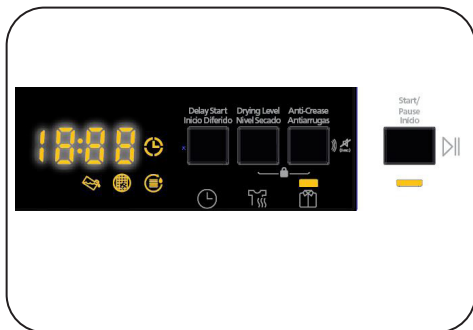 18:88
Delay Start
Inicio Diferido
Drying Level
Nivel Secado
Anti-Crease
Antiarrugas
Start/
Pause
Inicio